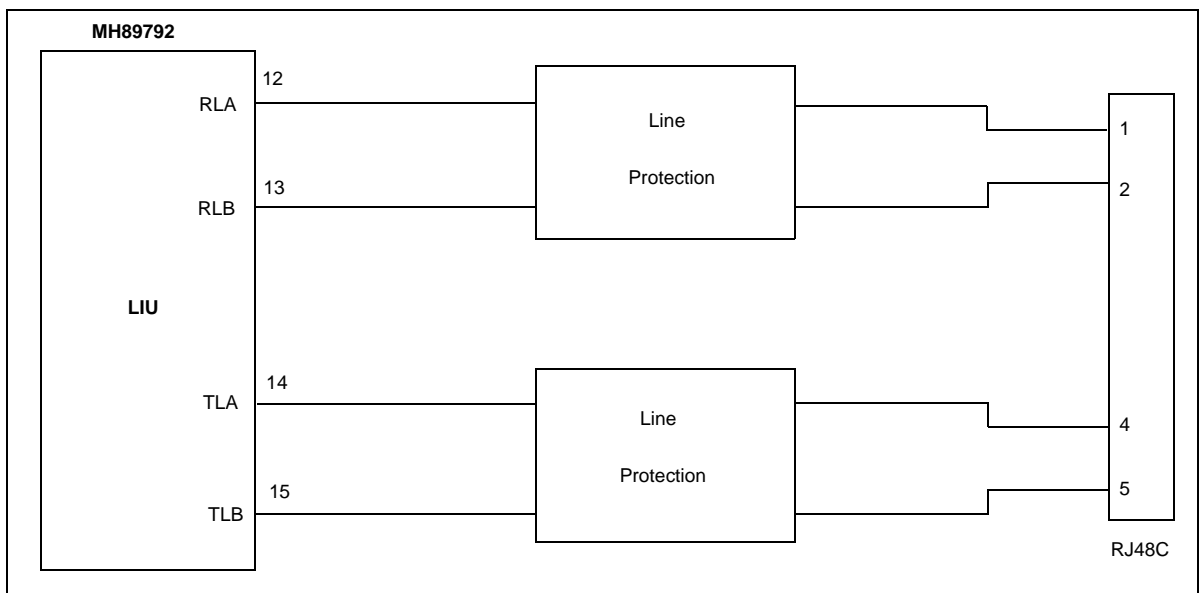 MH89792
12
RLA
Line
Protection
1
13
2
RLB
LIU
14
TLA
Line
Protection
4
15
5
TLB
RJ48C